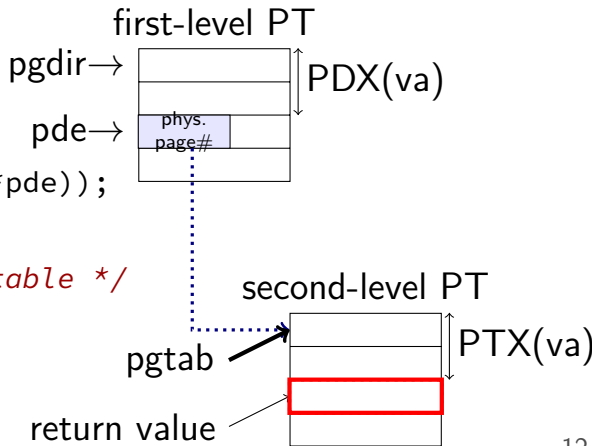 first-level PT
pgdir→
PDX(va)
pde→
phys.
page#
pde));
table */
second-level PT
pgtab
PTX(va)
return value